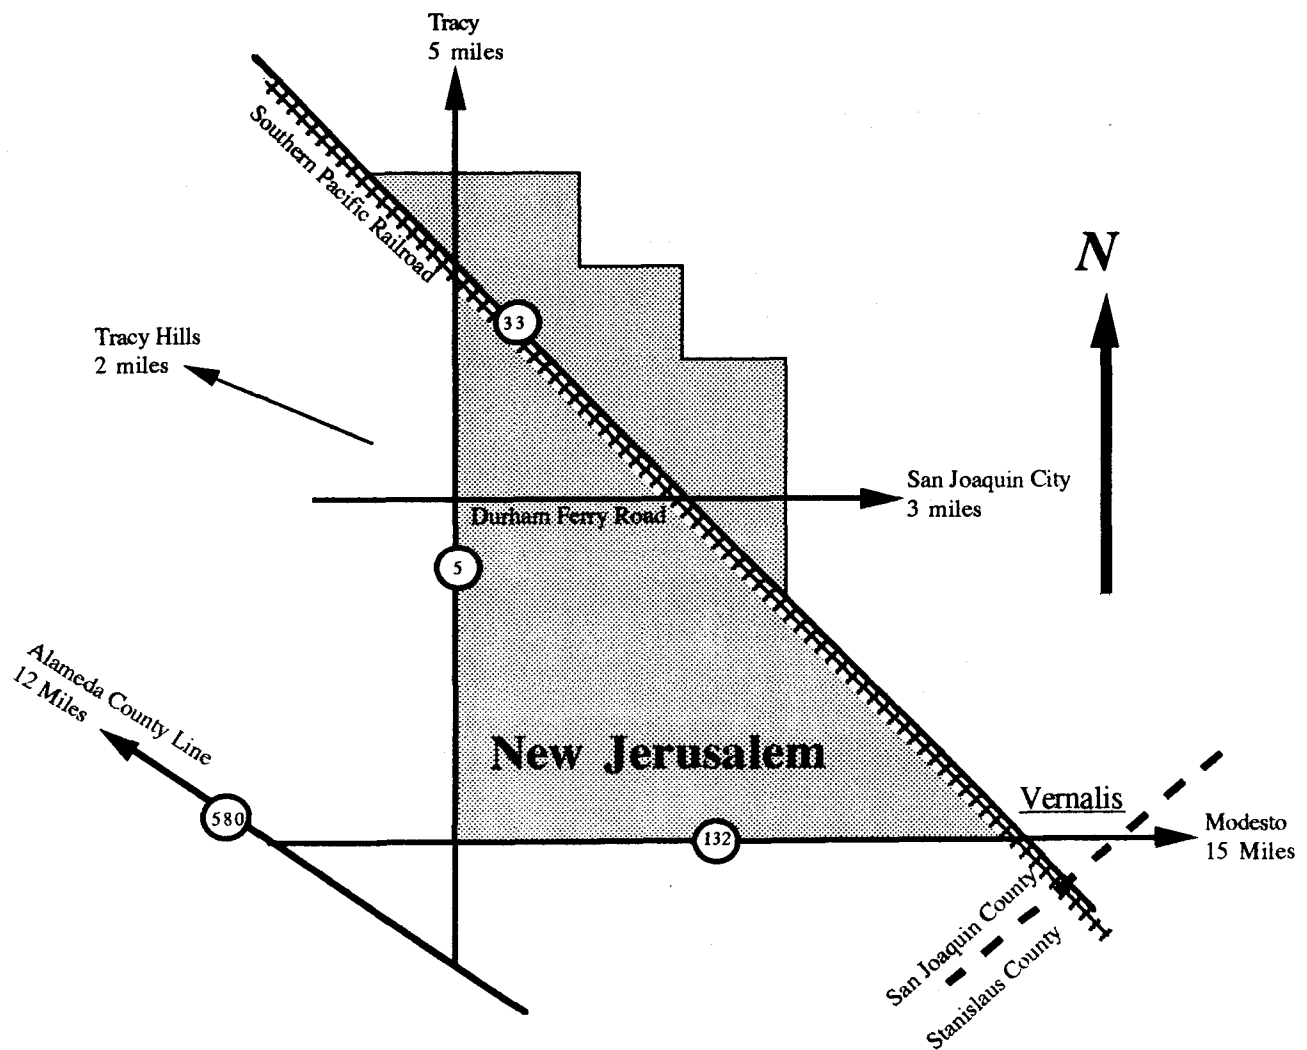 Tracy
5 miles
Southern Pacific Railroad
N
33
Tracy Hills
2 miles
San Joaquin City
3 miles
Durham Ferry Road
5
Alameda County Line
12 Miles
New Jerusalem
Vernalis
580
132
Modesto
15 Miles
San Joaquin County
Stanislaus County